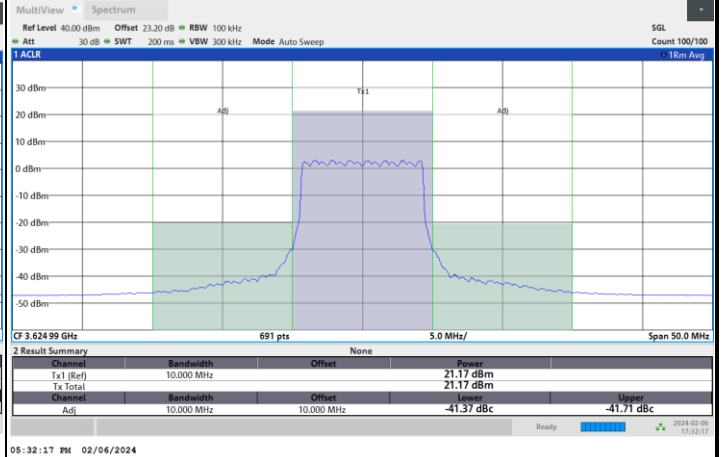 MultiView Spectrum
Ref Level 40.00 dBm Offset 23.20 dB RBW 100 kHz SGL
Att 30 dB SWT 200 ms VBW 300 kHz Mode Auto Sweep Count 100/100
1 ACLR 1Rm Avg
Tx1
30 dBm
Adj Adj
20 dBm
10 dBm
0 dBm
-10 dBm
-20 dBm
-30 dBm
-40 dBm
-50 dBm
CF 3.624 99 GHz 691 pts 5.0 MHz/ Span 50.0 MHz
2 Result Summary None
Channel Bandwidth Offset Power
Tx1 (Ref) 10.000 MHz 21.17 dBm
Tx Total 21.17 dBm
Channel Bandwidth Offset Lower Upper
Adj 10.000 MHz 10.000 MHz -41.37 dBc -41.71 dBc
Ready 2024-02-06
17:32:17
05:32:17 PM 02/06/2024